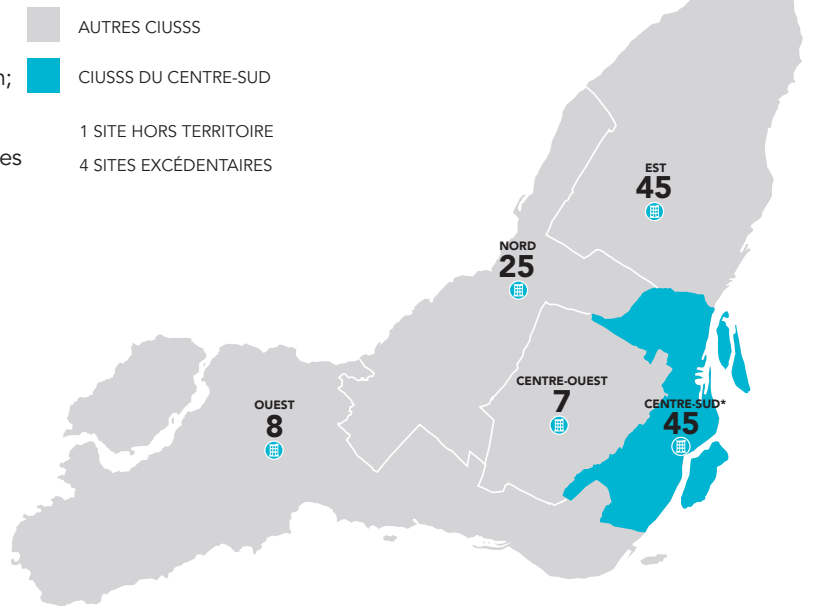 AUTRES CIUSSS
n;
CIUSSS DU CENTRE-SUD
1 SITE HORS TERRITOIRE
es
4 SITES EXCÉDENTAIRES
EST
45
NORD
25
CENTRE-OUEST
7
OUEST
8
CENTRE-SUD*
45